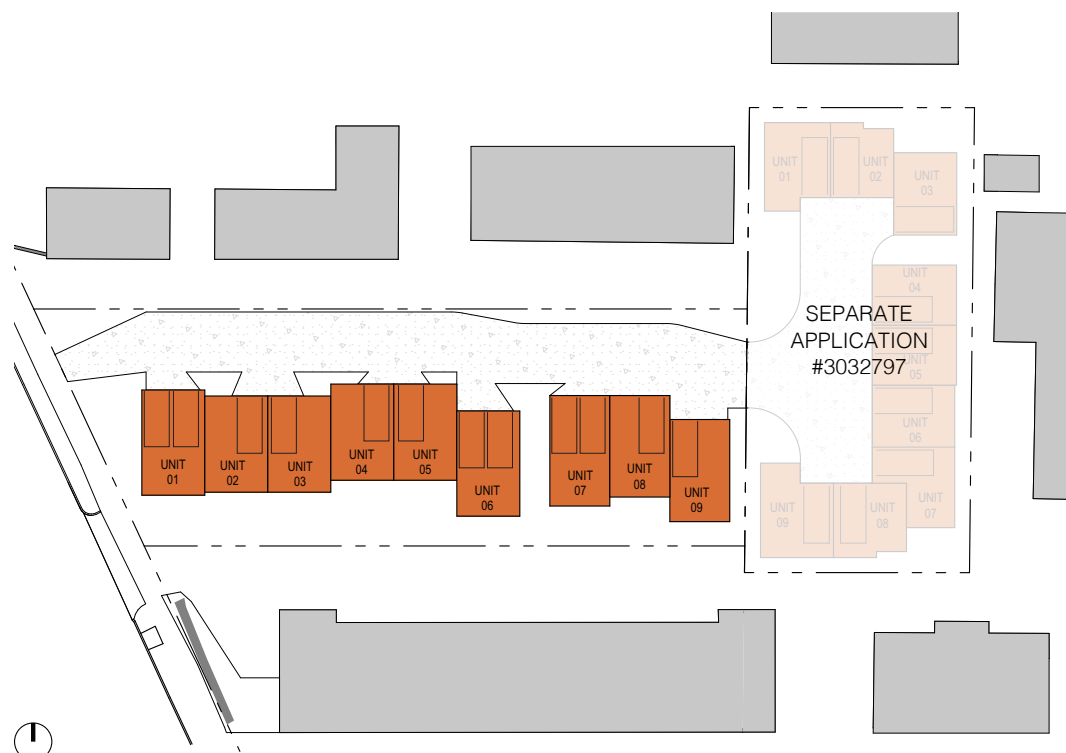 UNIT
01
UNIT
02
UNIT
03
UNIT
04
UNIT
05
UNIT
06
UNIT
07
UNIT
08
UNIT
09
SEPARATE
APPLICATION
#3032797
UNIT
01
UNIT
02
UNIT
03
UNIT
04
UNIT
05
UNIT
06
UNIT
07
UNIT
08
UNIT
09